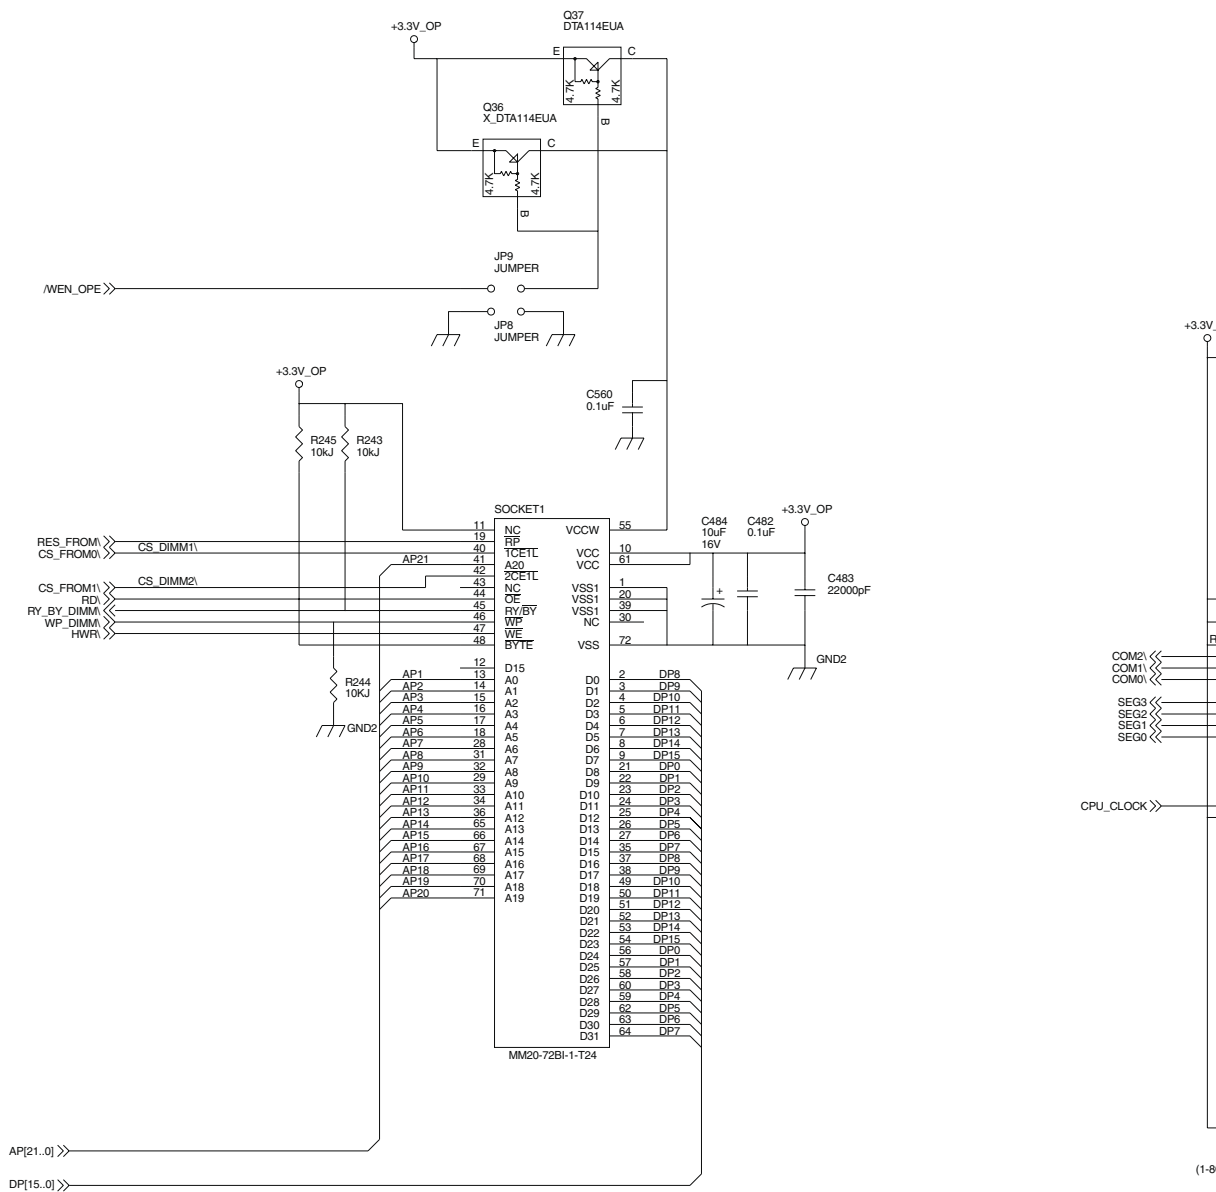 Q37
DTA114EUA
+3.3V_OP
E
C
4.7K
4.7K
B
Q36
X_DTA114EUA
E
C
4.7K
4.7K
B
JP9
JUMPER
/WEN_OPE
JP8
JUMPER
+3.3V_
+3.3V_OP
C560
0.1uF
R245
10kJ
R243
10kJ
SOCKET1
+3.3V_OP
C484
10uF
16V
+
C482
0.1uF
C483
22000pF
GND2
RES_FROM\
CS_FROM0\
CS_DIMM1\
AP21
CS_FROM1\
CS_DIMM2\
RD\
RY_BY_DIMM\
WP_DIMM\
HWR\
R244
10KJ
GND2
11 NC VCCW 55
19 RP
40 1CE1L VCC 10
41 A20 VCC 61
42 2CE1L
43 NC VSS1 1
44 OE VSS1 20
45 RY/BY VSS1 39
46 WP NC 30
47 WE
48 BYTE VSS 72
12 D15
AP1 13 A0 D0 2 DP8
AP2 14 A1 D1 3 DP9
AP3 15 A2 D2 4 DP10
AP4 16 A3 D3 5 DP11
AP5 17 A4 D4 6 DP12
AP6 18 A5 D5 7 DP13
AP7 28 A6 D6 8 DP14
AP8 31 A7 D7 9 DP15
AP9 32 A8 D8 21 DP0
AP10 29 A9 D9 22 DP1
AP11 33 A10 D10 23 DP2
AP12 34 A11 D11 24 DP3
AP13 36 A12 D12 25 DP4
AP14 65 A13 D13 26 DP5
AP15 66 A14 D14 27 DP6
AP16 67 A15 D15 35 DP7
AP17 68 A16 D16 37 DP8
AP18 69 A17 D17 38 DP9
AP19 70 A18 D18 49 DP10
AP20 71 A19 D19 50 DP11
D20 51 DP12
D21 52 DP13
D22 53 DP14
D23 54 DP15
D24 56 DP0
D25 57 DP1
D26 58 DP2
D27 60 DP3
D28 59 DP4
D29 62 DP5
D30 63 DP6
D31 64 DP7
MM20-72BI-1-T24
R
COM2\
COM1\
COM0\
SEG3
SEG2
SEG1
SEG0
CPU_CLOCK
AP[21..0]
DP[15..0]
(1-8